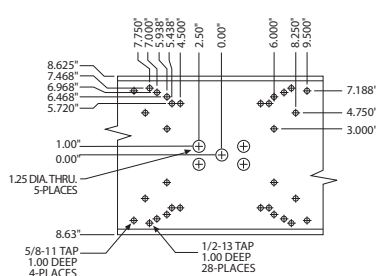 7.750"
7.000"
5.938"
5.438"
4.500"
2.50"
0.00"
6.000"
8.250"
9.500"
8.625"
7.468"
6.968"
6.468"
5.720"
7.188"
4.750"
3.000"
1.00"
0.00"
1.25 DIA. THRU.
5-PLACES
8.63"
5/8-11 TAP
1.00 DEEP
4-PLACES
1/2-13 TAP
1.00 DEEP
28-PLACES